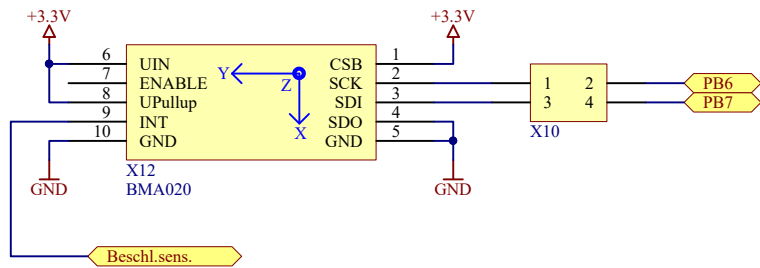 +3.3V
+3.3V
6 UIN CSB 1
7 ENABLE Y Z SCK 2 1 2 PB6
8 UPullup SDI 3 3 4 PB7
9 INT X SDO 4 X10
10 GND GND 5
X12
BMA020
GND
GND
Beschl.sens.